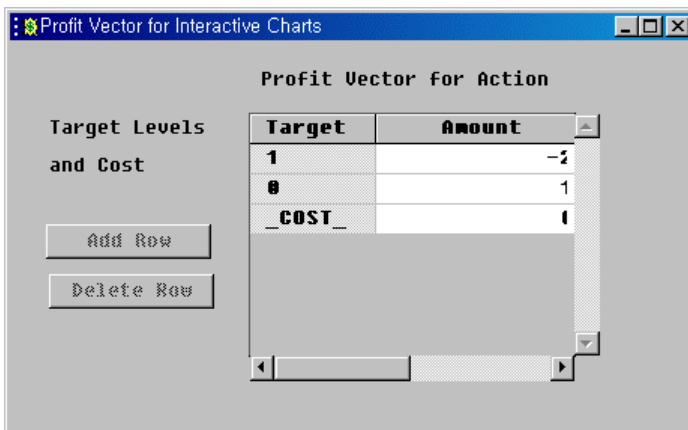 Profit Vector for Interactive Charts
Profit Vector for Action
Target Levels
and Cost
Target Amount
1 -2
0 1
_COST_
Add Row
Delete Row